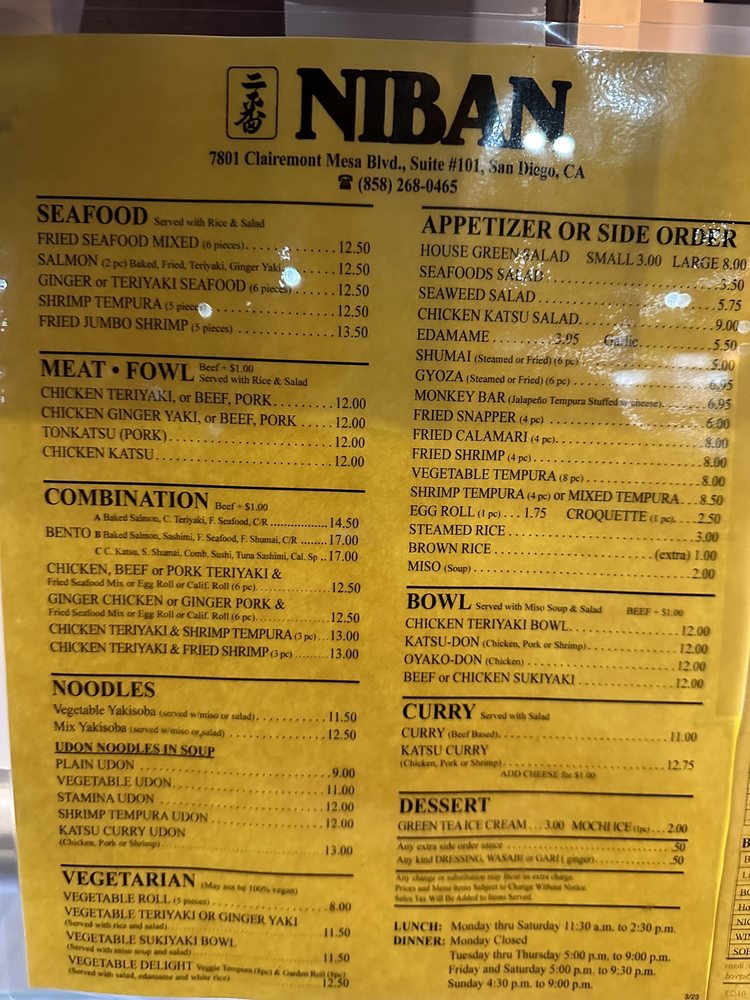 二番 NIBAN
7801 Clairemont Mesa Blvd., Suite #101, San Diego, CA
☎ (858) 268-0465
SEAFOOD Served with Rice & Salad
FRIED SEAFOOD MIXED (6 pieces). . . . . . . . . . . . 12.50
SALMON (2 pc) Baked, Fried, Teriyaki, Ginger Yaki . . . . . . 12.50
GINGER or TERIYAKI SEAFOOD (6 pieces) . . . . . . 12.50
SHRIMP TEMPURA (5 pieces) . . . . . . . . . . . . 12.50
FRIED JUMBO SHRIMP (5 pieces) . . . . . . . . . . . . 13.50
MEAT • FOWL Beef + $1.00
Served with Rice & Salad
CHICKEN TERIYAKI, or BEEF, PORK. . . . . . . . . . . . 12.00
CHICKEN GINGER YAKI, or BEEF, PORK . . . . . . 12.00
TONKATSU (PORK). . . . . . . . . . . . 12.00
CHICKEN KATSU. . . . . . . . . . . . 12.00
COMBINATION Beef + $1.00
A Baked Salmon, C. Teriyaki, F. Seafood, C/R .................. 14.50
BENTO B Baked Salmon, Sashimi, F. Seafood, F. Shumai, C/R ........17.00
C C. Katsu, S. Shumai, Comb. Sushi, Tuna Sashimi, Cal. Sp ..17.00
CHICKEN, BEEF or PORK TERIYAKI &
Fried Seafood Mix or Egg Roll or Calif. Roll (6 pc). . . . . . . . . . . . 12.50
GINGER CHICKEN or GINGER PORK &
Fried Seafood Mix or Egg Roll or Calif. Roll (6 pc). . . . . . . . . . . . 12.50
CHICKEN TERIYAKI & SHRIMP TEMPURA (3 pc) . . . 13.00
CHICKEN TERIYAKI & FRIED SHRIMP (3 pc) ..........13.00
NOODLES
Vegetable Yakisoba (served w/miso or salad). . . . . . . . . . . . 11.50
Mix Yakisoba (served w/miso or salad) . . . . . . . . . . . . 12.50
UDON NOODLES IN SOUP
PLAIN UDON . . . . . . . . . . . . 9.00
VEGETABLE UDON. . . . . . . . . . . . 11.00
STAMINA UDON . . . . . . . . . . . . 12.00
SHRIMP TEMPURA UDON . . . . . . . . . . . . 12.00
KATSU CURRY UDON
(Chicken, Pork or Shrimp). . . . . . . . . . . . 13.00
VEGETARIAN (May not be 100% vegan)
VEGETABLE ROLL (5 pieces) . . . . . . . . . . . . 8.00
VEGETABLE TERIYAKI OR GINGER YAKI
(Served with rice and salad) . . . . . . . . . . . . 11.50
VEGETABLE SUKIYAKI BOWL
(Served with miso soup and salad) . . . . . . . . . . . . 11.50
VEGETABLE DELIGHT Veggie Tempura (8pc) & Garden Roll (8pc)
(Served with salad, edamame and white rice) . . . . . . . . . . . . 12.50
APPETIZER OR SIDE ORDER
HOUSE GREEN SALAD SMALL 3.00 LARGE 8.00
SEAFOODS SALAD . . . . . . . . . . . . 3.50
SEAWEED SALAD . . . . . . . . . . . . 5.75
CHICKEN KATSU SALAD. . . . . . . . . . . . 9.00
EDAMAME . . . . . . . . 3.95 Garlic. . . . . . . . 5.50
SHUMAI (Steamed or Fried) (6 pc) . . . . . . . . . . . . 5.00
GYOZA (Steamed or Fried) (6 pc) . . . . . . . . . . . . 6.95
MONKEY BAR (Jalapeño Tempura Stuffed w/cheese). . . . . . 6.95
FRIED SNAPPER (4 pc) . . . . . . . . . . . . 6.00
FRIED CALAMARI (4 pc). . . . . . . . . . . . 8.00
FRIED SHRIMP (4 pc) . . . . . . . . . . . . 8.00
VEGETABLE TEMPURA (8 pc) . . . . . . . . . . . . 8.00
SHRIMP TEMPURA (4 pc) or MIXED TEMPURA. . . 8.50
EGG ROLL (1 pc) . . . 1.75 CROQUETTE (1 pc). . . .2.50
STEAMED RICE . . . . . . . . . . . . 3.00
BROWN RICE . . . . . . . . . . . . (extra) 1.00
MISO (Soup) . . . . . . . . . . . . 2.00
BOWL Served with Miso Soup & Salad BEEF + $1.00
CHICKEN TERIYAKI BOWL. . . . . . . . . . . . 12.00
KATSU-DON (Chicken, Pork or Shrimp). . . . . . . . . . . . 12.00
OYAKO-DON (Chicken) . . . . . . . . . . . . 12.00
BEEF or CHICKEN SUKIYAKI . . . . . . . . . . . . 12.00
CURRY Served with Salad
CURRY (Beef Based). . . . . . . . . . . . 11.00
KATSU CURRY
(Chicken, Pork or Shrimp) . . . . . . . . . . . . 12.75
ADD CHEESE for $1.00
DESSERT
GREEN TEA ICE CREAM . . . 3.00 MOCHI ICE (1pc) . . . 2.00
Any extra side order sauce . . . . . . . . . . . . .50
Any kind DRESSING, WASABI or GARI ( ginger). . . . . . . . . . . . .50
Any change or substitution may incur an extra charge.
Prices and Menu Items Subject to Change Without Notice
Sales Tax Will Be Added to Items Served.
LUNCH: Monday thru Saturday 11:30 a.m. to 2:30 p.m.
DINNER: Monday Closed
Tuesday thru Thursday 5:00 p.m. to 9:00 p.m.
Friday and Saturday 5:00 p.m. to 9:30 p.m.
Sunday 4:30 p.m. to 9:00 p.m.
3/23